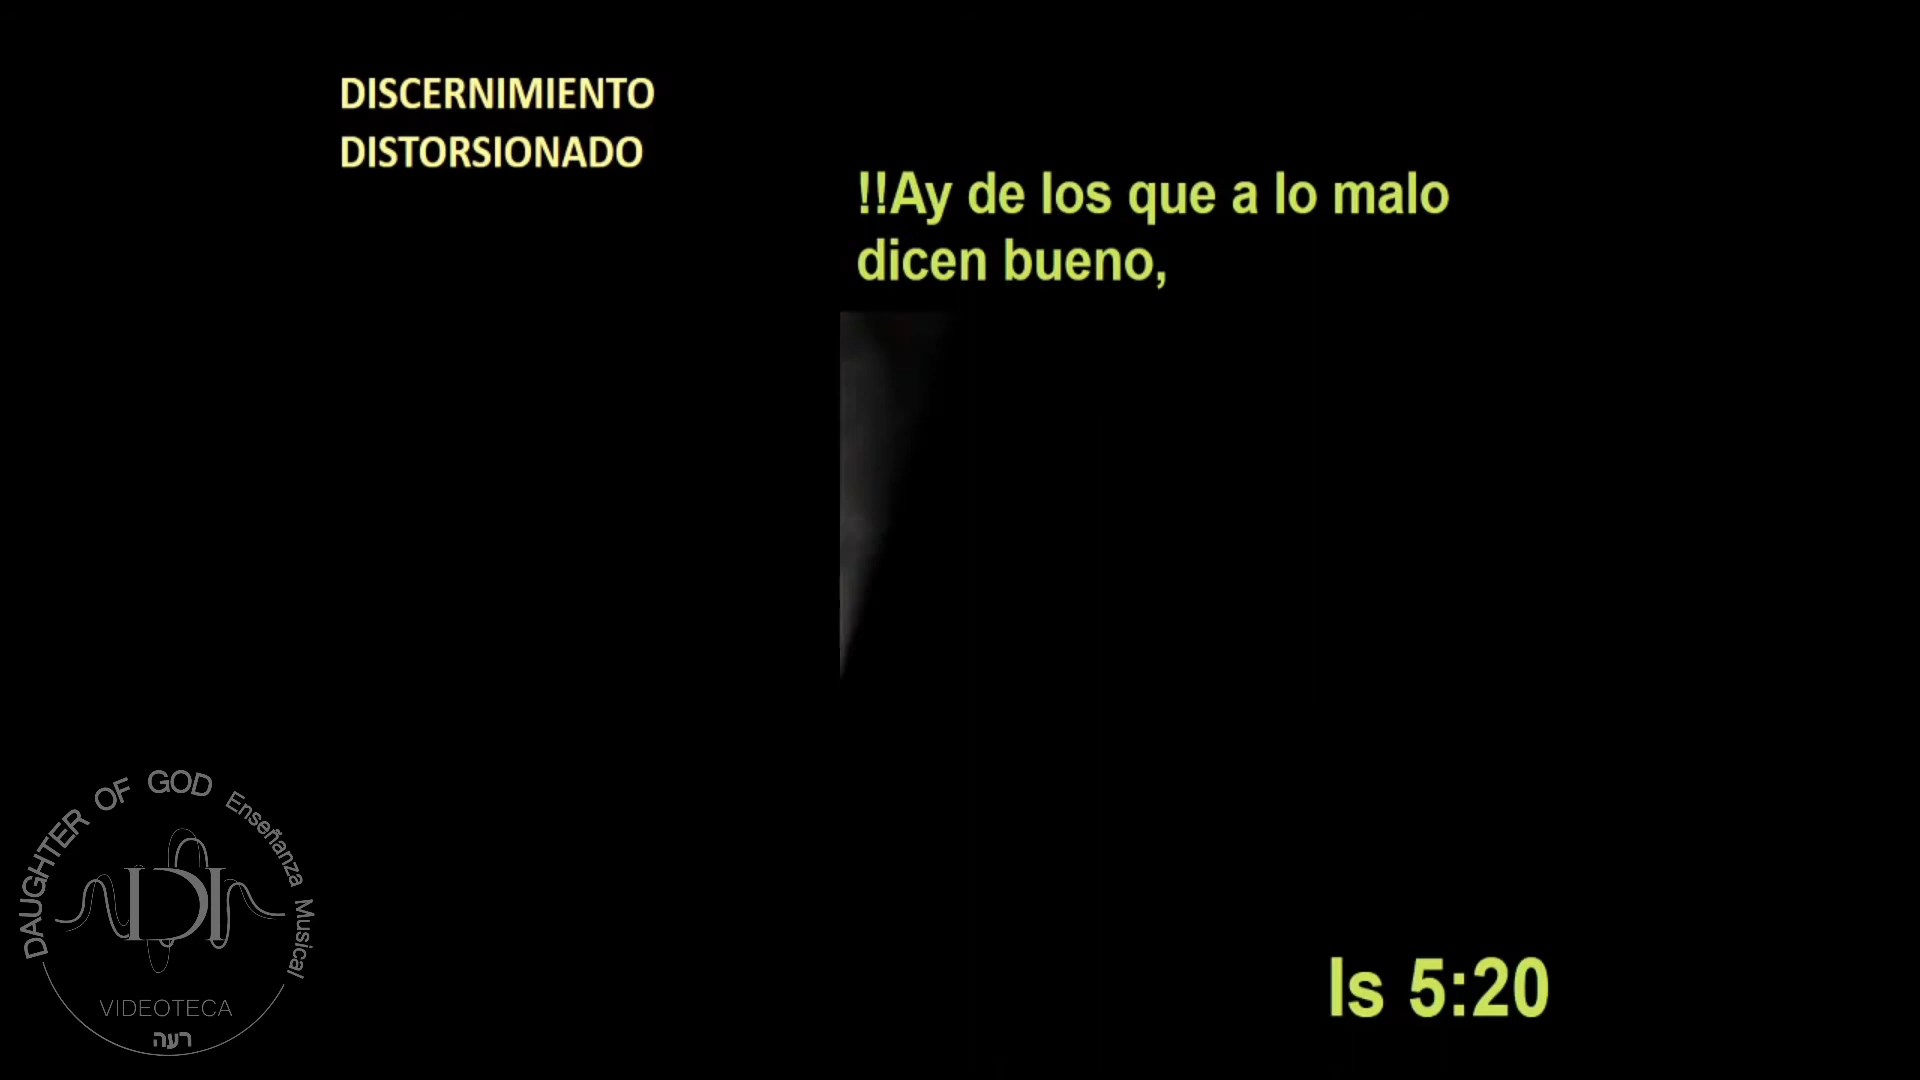 DISCERNIMIENTO
DISTORSIONADO
!!Ay de los que a lo malo
dicen bueno,
Is 5:20
DAUGHTER OF GOD Enseñanza Musical
VIDEOTECA
רעה